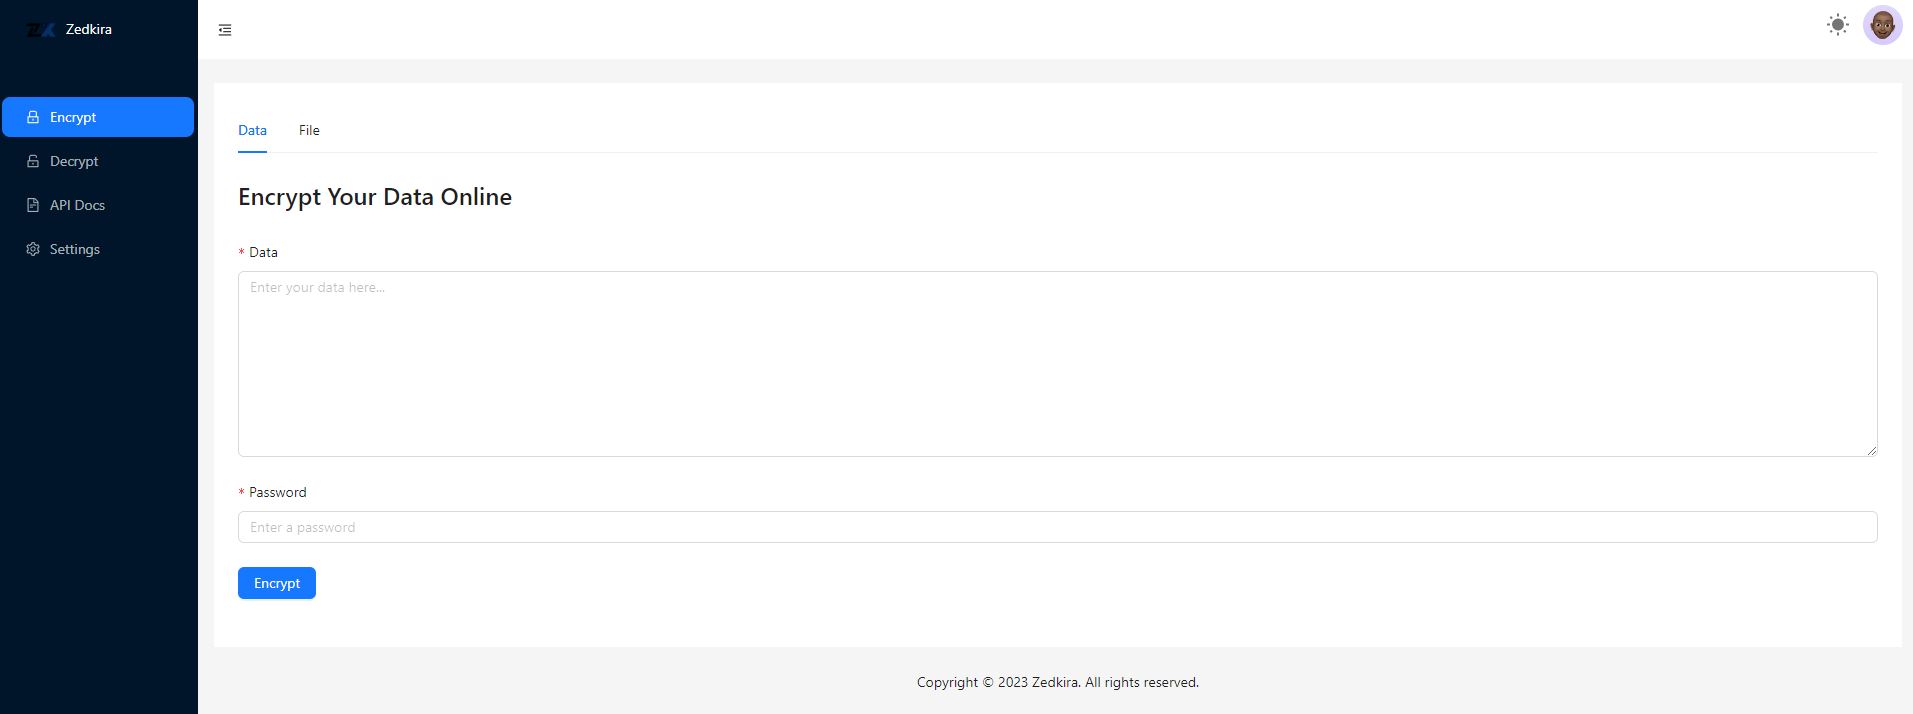 ZK Zedkira
Encrypt
Decrypt
API Docs
Settings
Data File
Encrypt Your Data Online
* Data
Enter your data here...
* Password
Enter a password
Encrypt
Copyright © 2023 Zedkira. All rights reserved.